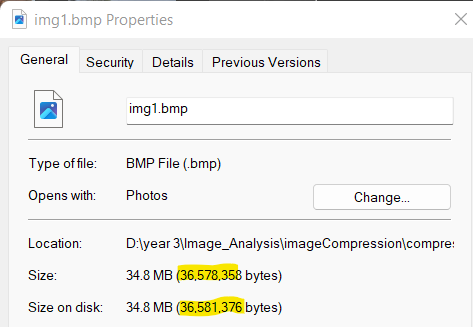 img1.bmp Properties
General Security Details Previous Versions
img1.bmp
Type of file: BMP File (.bmp)
Opens with: Photos Change...
Location: D:\year 3\Image_Analysis\imageCompression\compre
Size: 34.8 MB (36,578,358 bytes)
Size on disk: 34.8 MB (36,581,376 bytes)